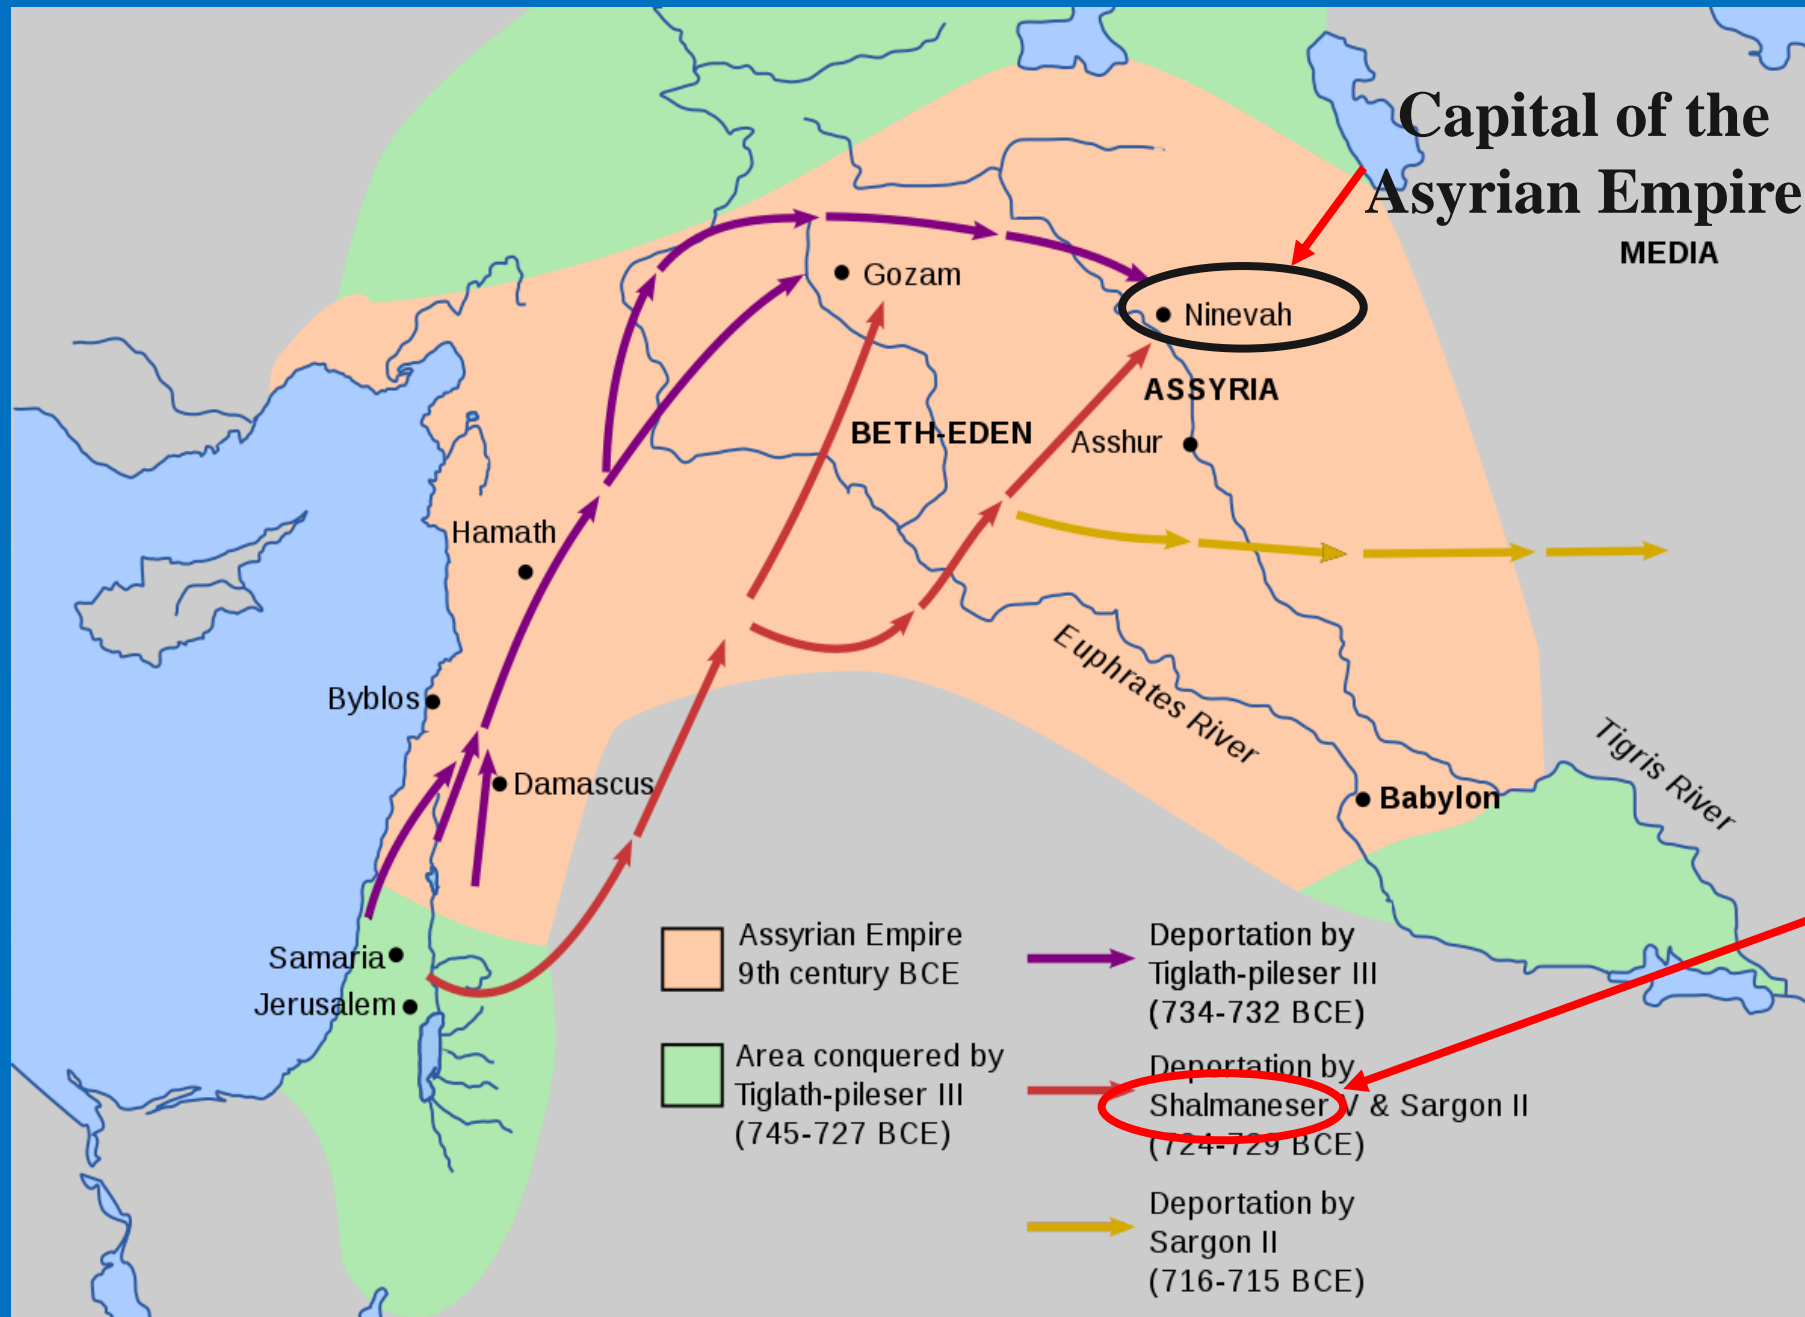 Capital of the
Asyrian Empire
MEDIA
Gozam
Ninevah
ASSYRIA
BETH-EDEN
Asshur
Hamath
Euphrates River
Byblos
Tigris River
Damascus
Babylon
Samaria
Jerusalem
Assyrian Empire
9th century BCE
Area conquered by
Tiglath-pileser III
(745-727 BCE)
Deportation by
Tiglath-pileser III
(734-732 BCE)
Deportation by
Shalmaneser V & Sargon II
(724-729 BCE)
Deportation by
Sargon II
(716-715 BCE)